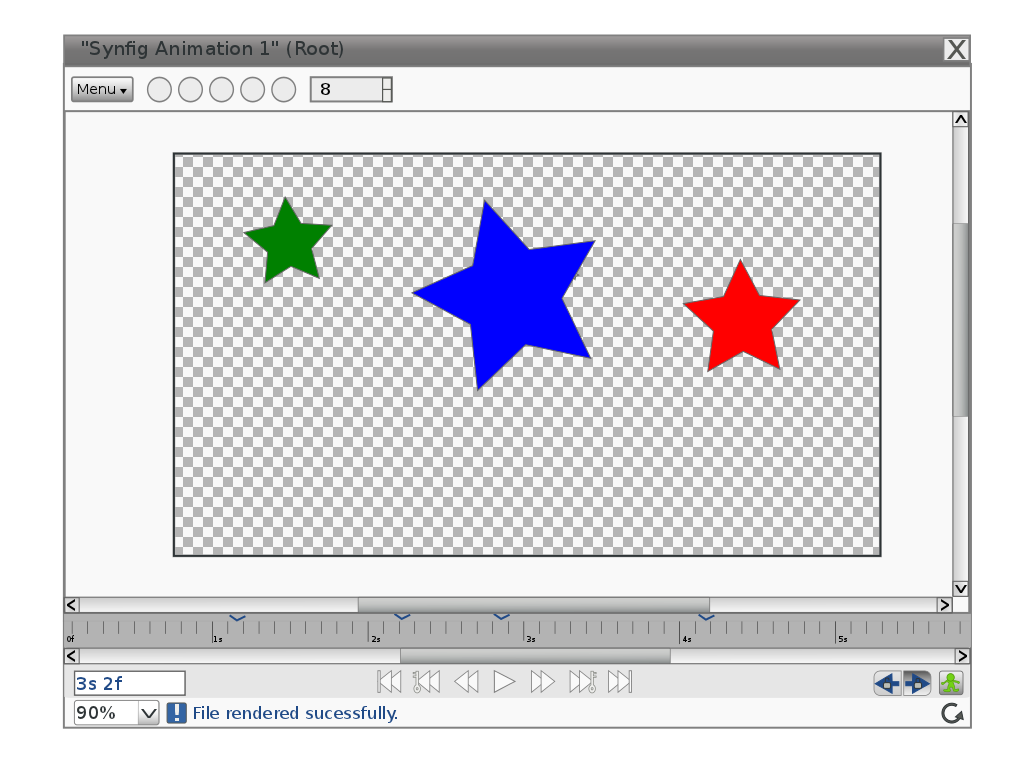 "Synfig Animation 1" (Root) X
Menu 8
0f 1s 2s 3s 4s 5s
3s 2f
90% ! File rendered sucessfully.